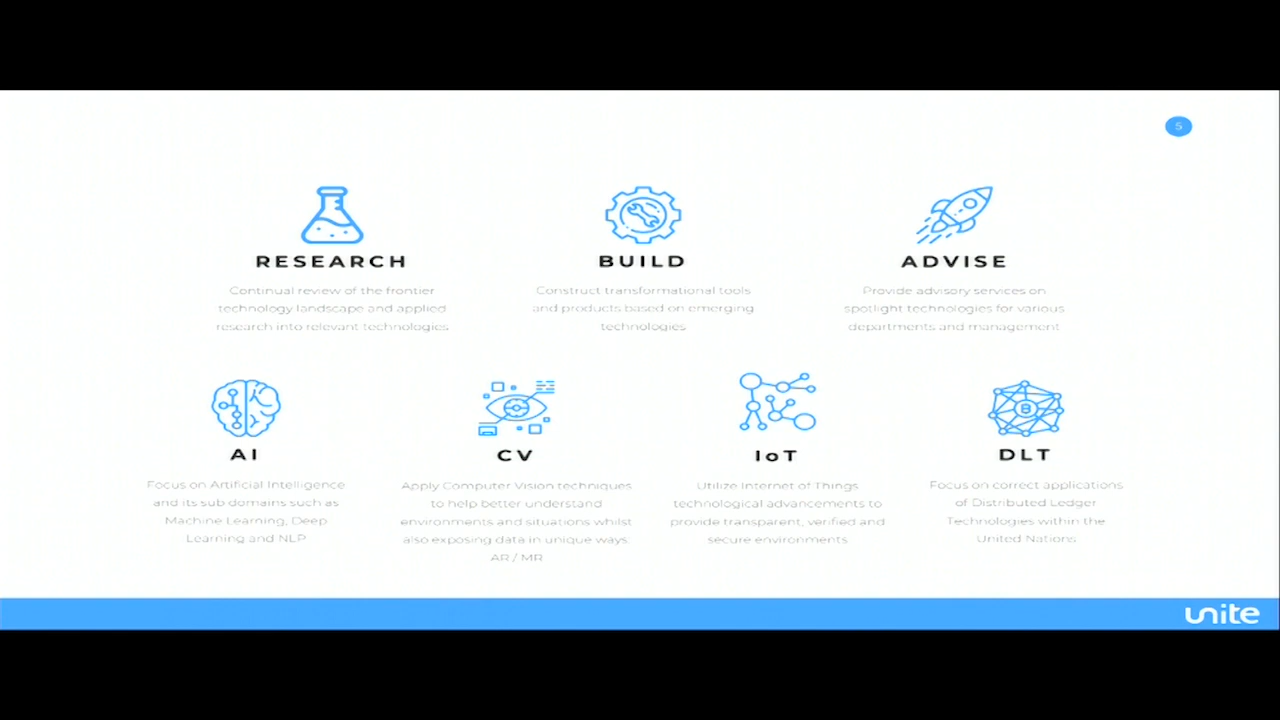 5
RESEARCH
Continual review of the frontier
technology landscape and applied
research into relevant technologies.
BUILD
Construct transformational tools
and products based on emerging
technologies.
ADVISE
Provide advisory services on
spotlight technologies for various
departments and management
AI
Focus on Artificial Intelligence
and its sub domains such as
Machine Learning, Deep
Learning and NLP
CV
Apply Computer Vision techniques
to help better understand
environments and situations whilst
also exposing data in unique ways.
AR / MR
IoT
Utilize Internet of Things
technological advancements to
provide transparent, verified and
secure environments
DLT
Focus on correct applications
of Distributed Ledger
Technologies within the
United Nations
B
unite